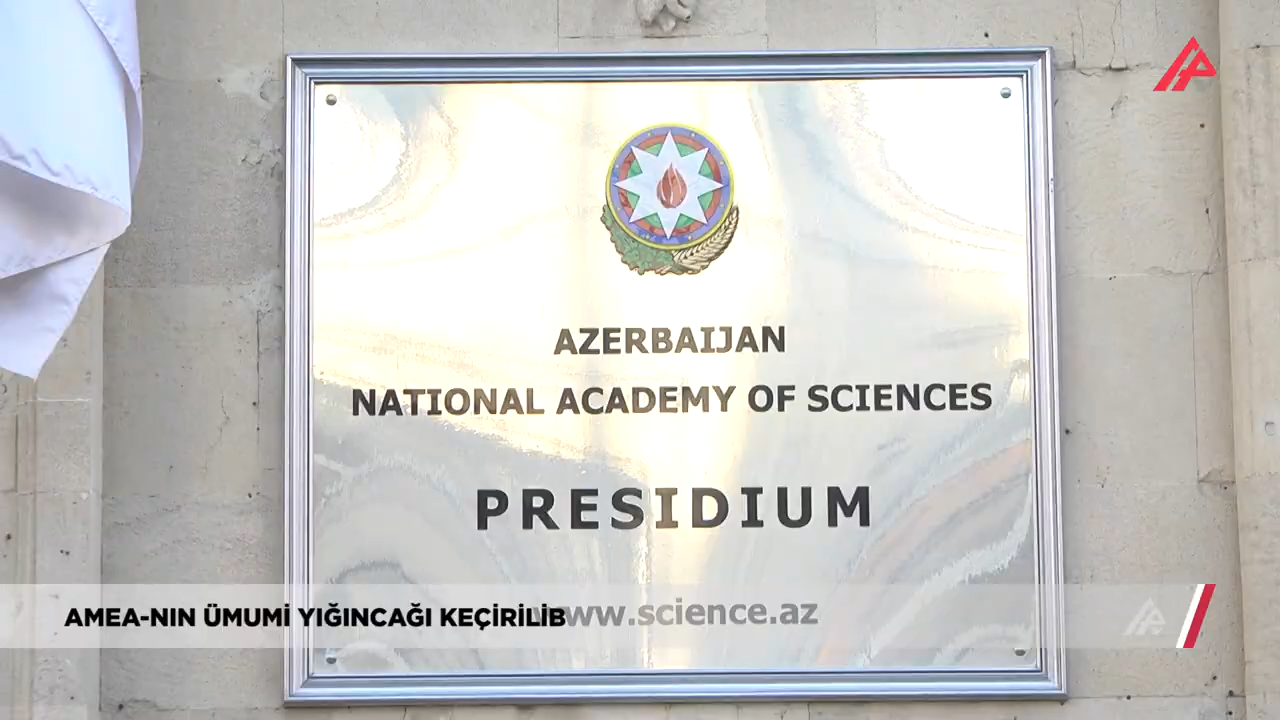 AZERBAIJAN
NATIONAL ACADEMY OF SCIENCES
PRESIDIUM
www.science.az
AMEA-NIN ÜMUMİ YIĞINCAĞI KEÇİRİLİB